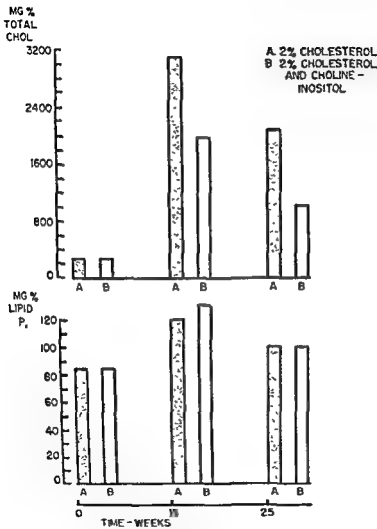 MG %
TOTAL
CHOL
3200
2400
1600
800
0
A 2% CHOLESTEROL
B 2% CHOLESTEROL
AND CHOLINE-
INOSITOL
A B A B A B
MG %
LIPID
P.
120
100
80
60
40
20
0
A B A B A B
0 15 25
TIME-WEEKS